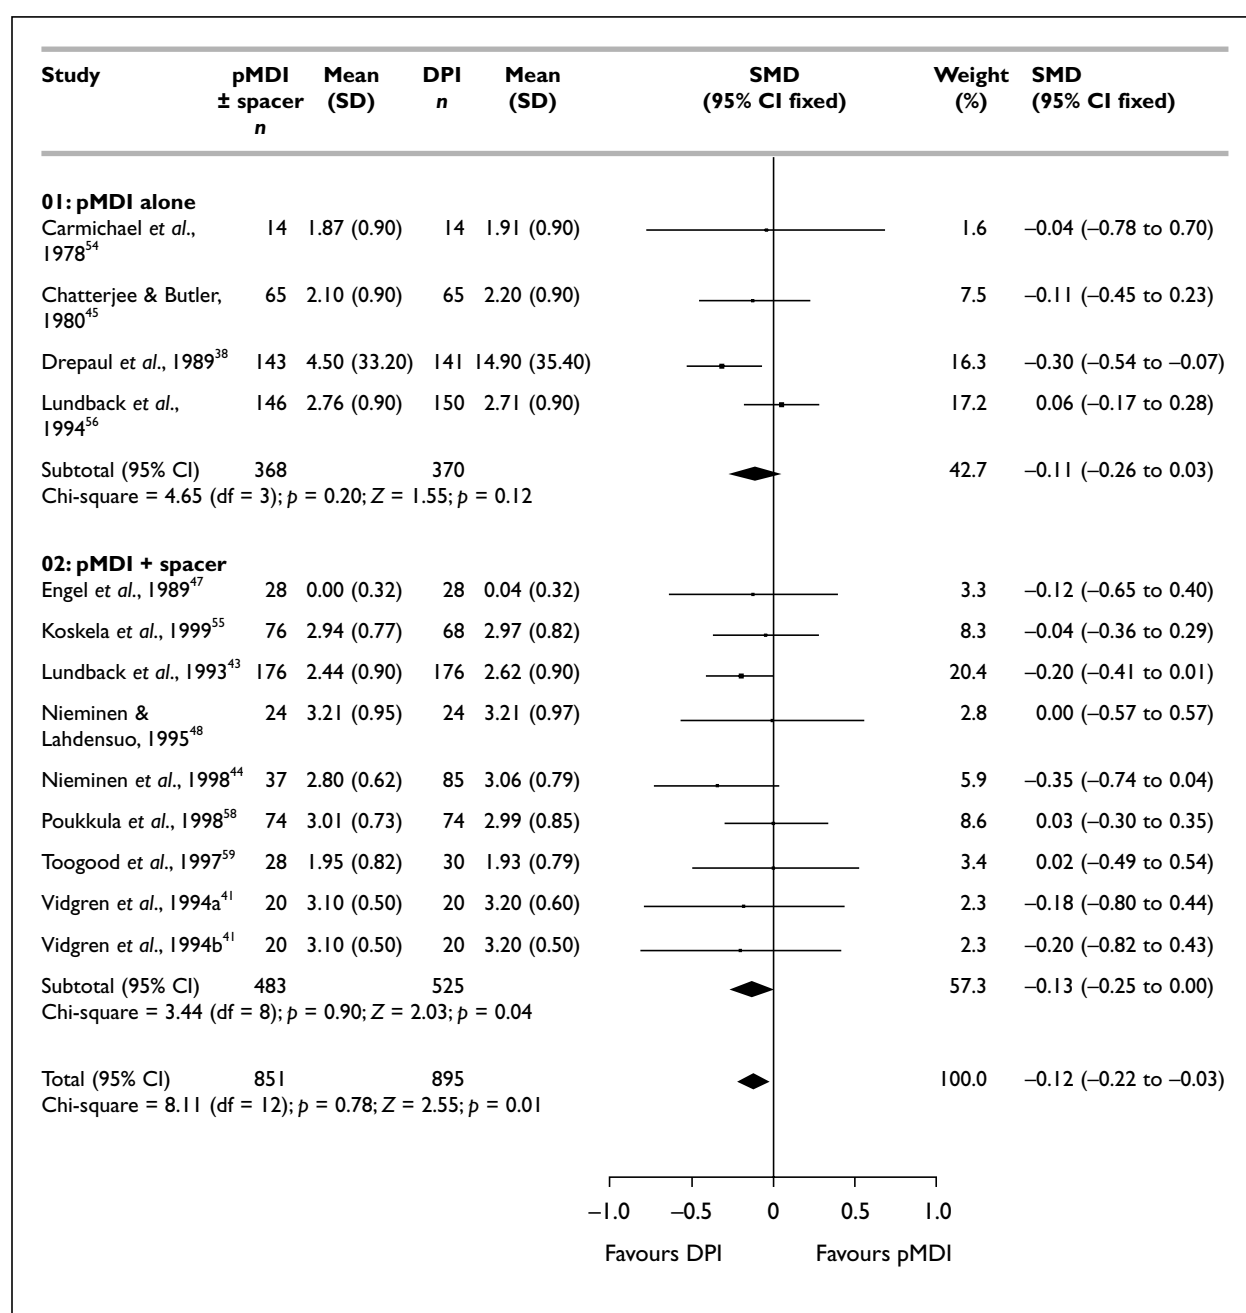 Study pMDI Mean DPI Mean SMD Weight SMD
± spacer (SD) n (SD) (95% CI fixed) (%) (95% CI fixed)
n
01: pMDI alone
Carmichael et al., 14 1.87 (0.90) 14 1.91 (0.90) 1.6 –0.04 (–0.78 to 0.70)
1978⁵⁴
Chatterjee & Butler, 65 2.10 (0.90) 65 2.20 (0.90) 7.5 –0.11 (–0.45 to 0.23)
1980⁴⁵
Drepaul et al., 1989³⁸ 143 4.50 (33.20) 141 14.90 (35.40) 16.3 –0.30 (–0.54 to –0.07)
Lundback et al., 146 2.76 (0.90) 150 2.71 (0.90) 17.2 0.06 (–0.17 to 0.28)
1994⁵⁶
Subtotal (95% CI) 368 370 42.7 –0.11 (–0.26 to 0.03)
Chi-square = 4.65 (df = 3); p = 0.20; Z = 1.55; p = 0.12
02: pMDI + spacer
Engel et al., 1989⁴⁷ 28 0.00 (0.32) 28 0.04 (0.32) 3.3 –0.12 (–0.65 to 0.40)
Koskela et al., 1999⁵⁵ 76 2.94 (0.77) 68 2.97 (0.82) 8.3 –0.04 (–0.36 to 0.29)
Lundback et al., 1993⁴³ 176 2.44 (0.90) 176 2.62 (0.90) 20.4 –0.20 (–0.41 to 0.01)
Nieminen & 24 3.21 (0.95) 24 3.21 (0.97) 2.8 0.00 (–0.57 to 0.57)
Lahdensuo, 1995⁴⁸
Nieminen et al., 1998⁴⁴ 37 2.80 (0.62) 85 3.06 (0.79) 5.9 –0.35 (–0.74 to 0.04)
Poukkula et al., 1998⁵⁸ 74 3.01 (0.73) 74 2.99 (0.85) 8.6 0.03 (–0.30 to 0.35)
Toogood et al., 1997⁵⁹ 28 1.95 (0.82) 30 1.93 (0.79) 3.4 0.02 (–0.49 to 0.54)
Vidgren et al., 1994a⁴¹ 20 3.10 (0.50) 20 3.20 (0.60) 2.3 –0.18 (–0.80 to 0.44)
Vidgren et al., 1994b⁴¹ 20 3.10 (0.50) 20 3.20 (0.50) 2.3 –0.20 (–0.82 to 0.43)
Subtotal (95% CI) 483 525 57.3 –0.13 (–0.25 to 0.00)
Chi-square = 3.44 (df = 8); p = 0.90; Z = 2.03; p = 0.04
Total (95% CI) 851 895 100.0 –0.12 (–0.22 to –0.03)
Chi-square = 8.11 (df = 12); p = 0.78; Z = 2.55; p = 0.01
–1.0 –0.5 0 0.5 1.0
Favours DPI Favours pMDI